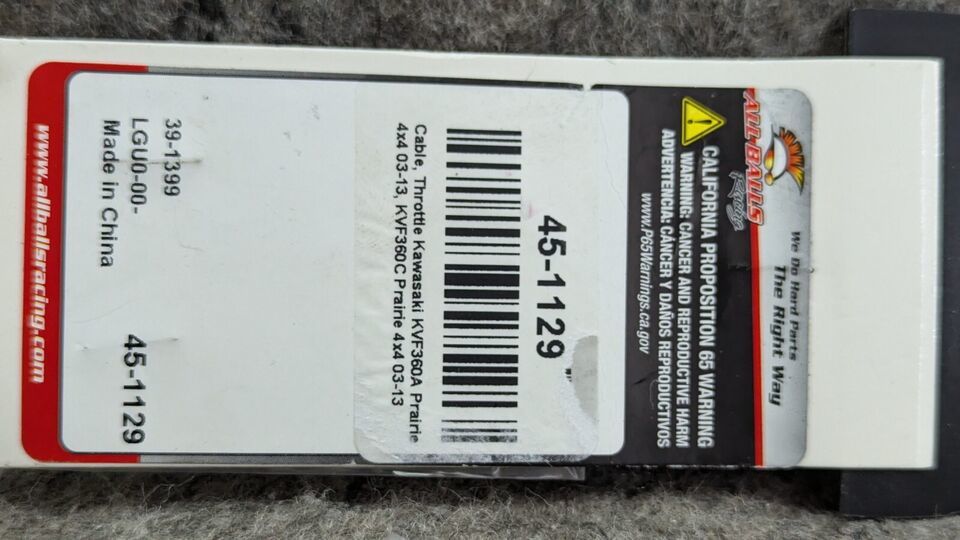 We Do Hard Parts
The Right Way
ALL BALLS
Racing
CALIFORNIA PROPOSITION 65 WARNING
WARNING: CANCER AND REPRODUCTIVE HARM
ADVERTENCIA: CÁNCER Y DAÑOS REPRODUCTIVOS
www.P65Warnings.ca.gov
45-1129
Cable, Throttle Kawasaki KVF360A Prairie
4x4 03-13, KVF360C Prairie 4x4 03-13
39-1399
LGU0-00-
Made in China
45-1129
www.allballsracing.com